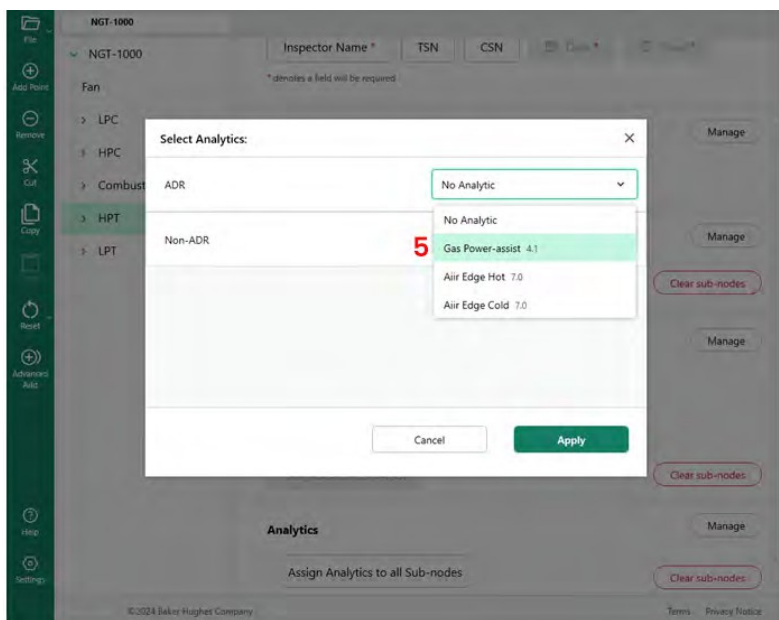 NGT-1000
File
NGT-1000
Inspector Name *
TSN
CSN
* denotes a field will be required
Add Point
Fan
Remove
LPC
Manage
Select Analytics:
HPC
Cut
Combust
ADR
No Analytic
Copy
HPT
No Analytic
Manage
Non-ADR
5 Gas Power-assist 4.1
LPT
Aiir Edge Hot 7.0
Clear sub-nodes
Aiir Edge Cold 7.0
Reset
Manage
Advanced
Add
Cancel
Apply
Clear sub-nodes
Help
Analytics
Manage
Settings
Assign Analytics to all Sub-nodes
Clear sub-nodes
©2024 Baker Hughes Company
Terms
Privacy Notice